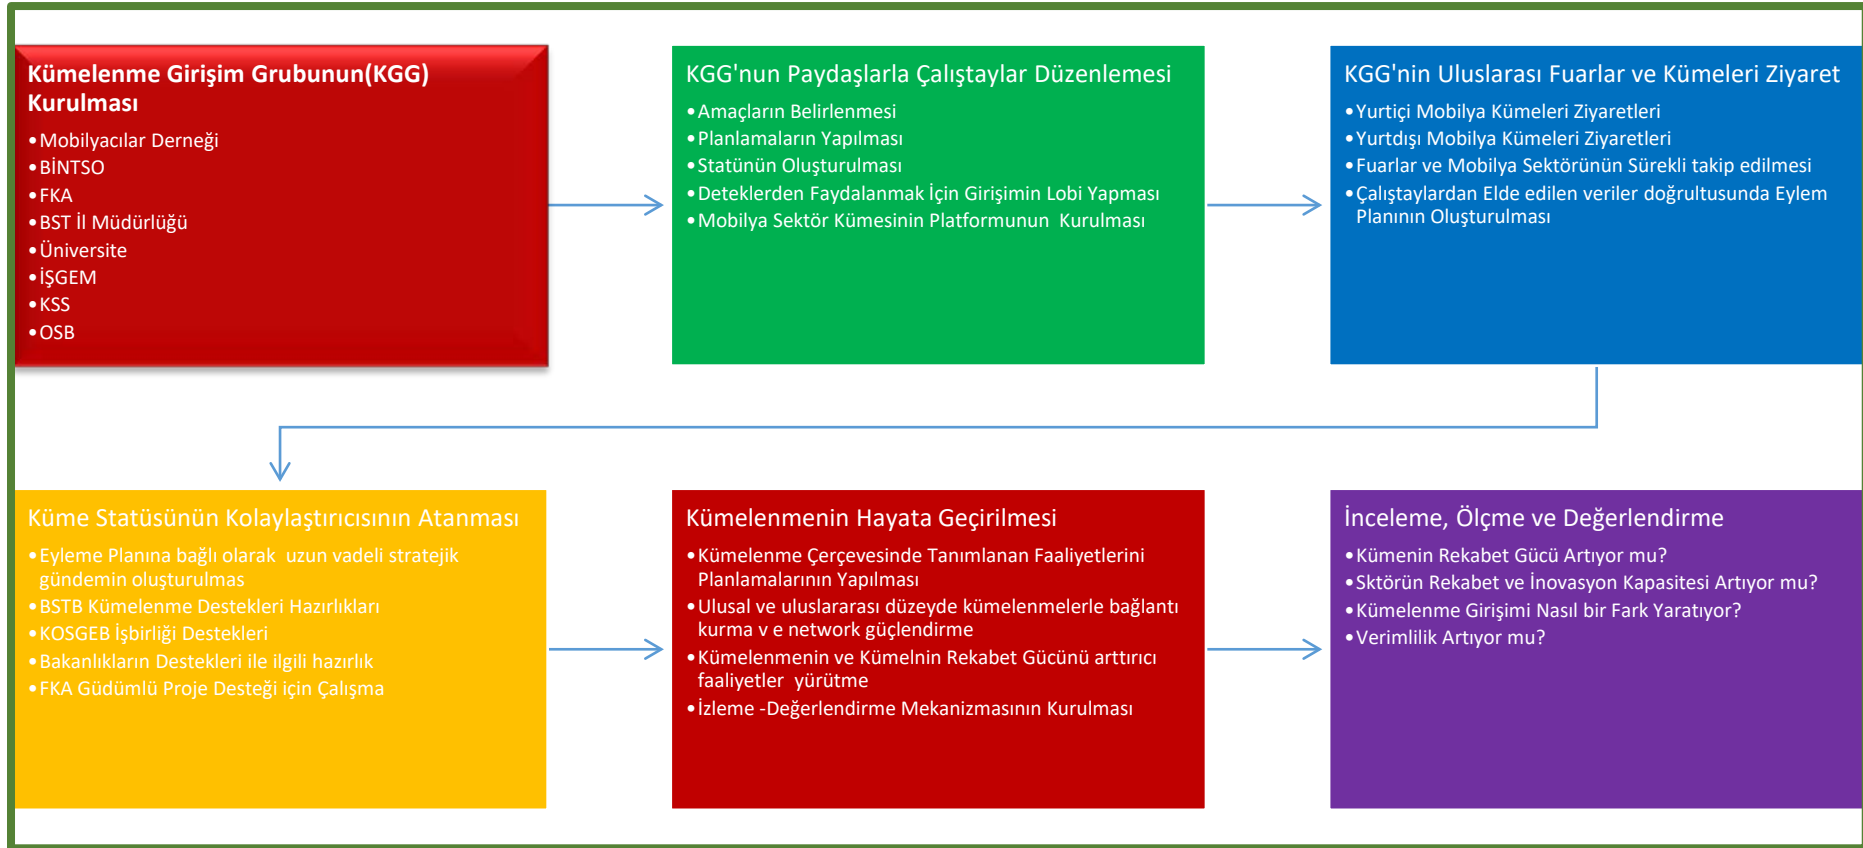 Kümelenme Girişim Grubunun(KGG)
Kurulması
•Mobilyacılar Derneği
•BİNTSO
•FKA
•BST İl Müdürlüğü
•Üniversite
•İŞGEM
•KSS
•OSB
KGG'nun Paydaşlarla Çalıştaylar Düzenlemesi
•Amaçların Belirlenmesi
•Planlamaların Yapılması
•Statünün Oluşturulması
•Deteklerden Faydalanmak İçin Girişimin Lobi Yapması
•Mobilya Sektör Kümesinin Platformunun Kurulması
KGG'nin Uluslarası Fuarlar ve Kümeleri Ziyaret
•Yurtiçi Mobilya Kümeleri Ziyaretleri
•Yurtdışı Mobilya Kümeleri Ziyaretleri
•Fuarlar ve Mobilya Sektörünün Sürekli takip edilmesi
•Çalıştaylardan Elde edilen veriler doğrultusunda Eylem
Planının Oluşturulması
Küme Statüsünün Kolaylaştırıcısının Atanması
•Eyleme Planına bağlı olarak uzun vadeli stratejik
gündemin oluşturulmas
•BSTB Kümelenme Destekleri Hazırlıkları
•KOSGEB İşbirliği Destekleri
•Bakanlıkların Destekleri ile ilgili hazırlık
•FKA Güdümlü Proje Desteği için Çalışma
Kümelenmenin Hayata Geçirilmesi
•Kümelenme Çerçevesinde Tanımlanan Faaliyetlerini
Planlamalarının Yapılması
•Ulusal ve uluslararası düzeyde kümelenmelerle bağlantı
kurma v e network güçlendirme
•Kümelenmenin ve Kümelnin Rekabet Gücünü arttırıcı
faaliyetler yürütme
•İzleme -Değerlendirme Mekanizmasının Kurulması
İnceleme, Ölçme ve Değerlendirme
•Kümenin Rekabet Gücü Artıyor mu?
•Sktörün Rekabet ve İnovasyon Kapasitesi Artıyor mu?
•Kümelenme Girişimi Nasıl bir Fark Yaratıyor?
•Verimlilik Artıyor mu?